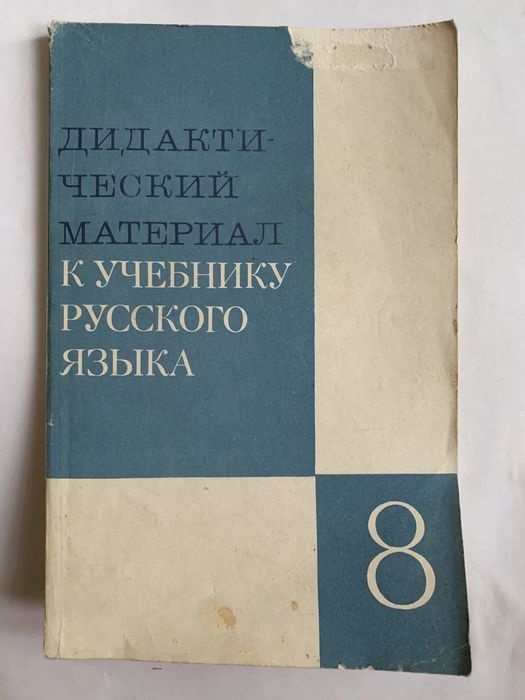 ДИДАКТИ-
ЧЕСКИЙ
МАТЕРИАЛ
К УЧЕБНИКУ
РУССКОГО
ЯЗЫКА
8